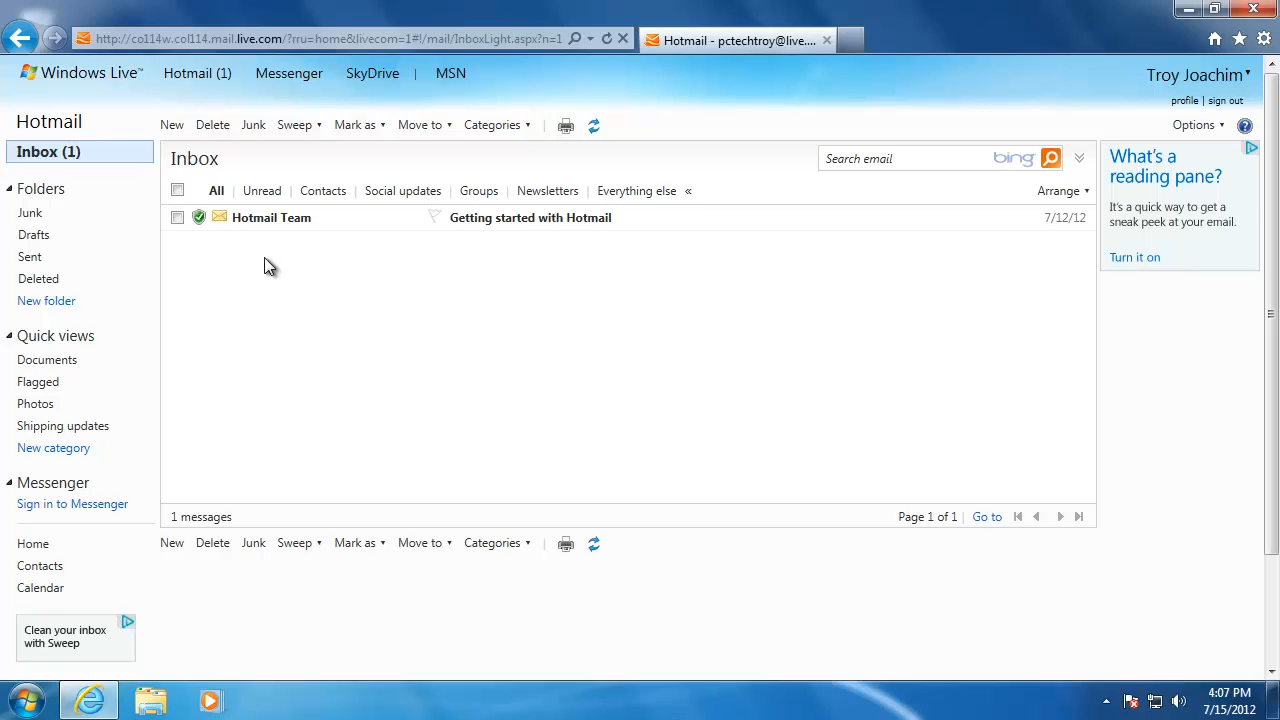 http://co114w.col114.mail.live.com/?rru=home&livecom=1#!/mail/InboxLight.aspx?n=1
Hotmail - pctechtroy@live....
Windows Live™ Hotmail (1) Messenger SkyDrive | MSN
Troy Joachim
profile | sign out
Hotmail
New Delete Junk Sweep Mark as Move to Categories
Options
Inbox (1)
Inbox
Search email bing
All Unread Contacts Social updates Groups Newsletters Everything else «
Arrange
Hotmail Team Getting started with Hotmail 7/12/12
What's a
reading pane?
It's a quick way to get a
sneak peek at your email.
Turn it on
Folders
Junk
Drafts
Sent
Deleted
New folder
Quick views
Documents
Flagged
Photos
Shipping updates
New category
Messenger
Sign in to Messenger
1 messages
Page 1 of 1 Go to
New Delete Junk Sweep Mark as Move to Categories
Home
Contacts
Calendar
Clean your inbox
with Sweep
4:07 PM
7/15/2012